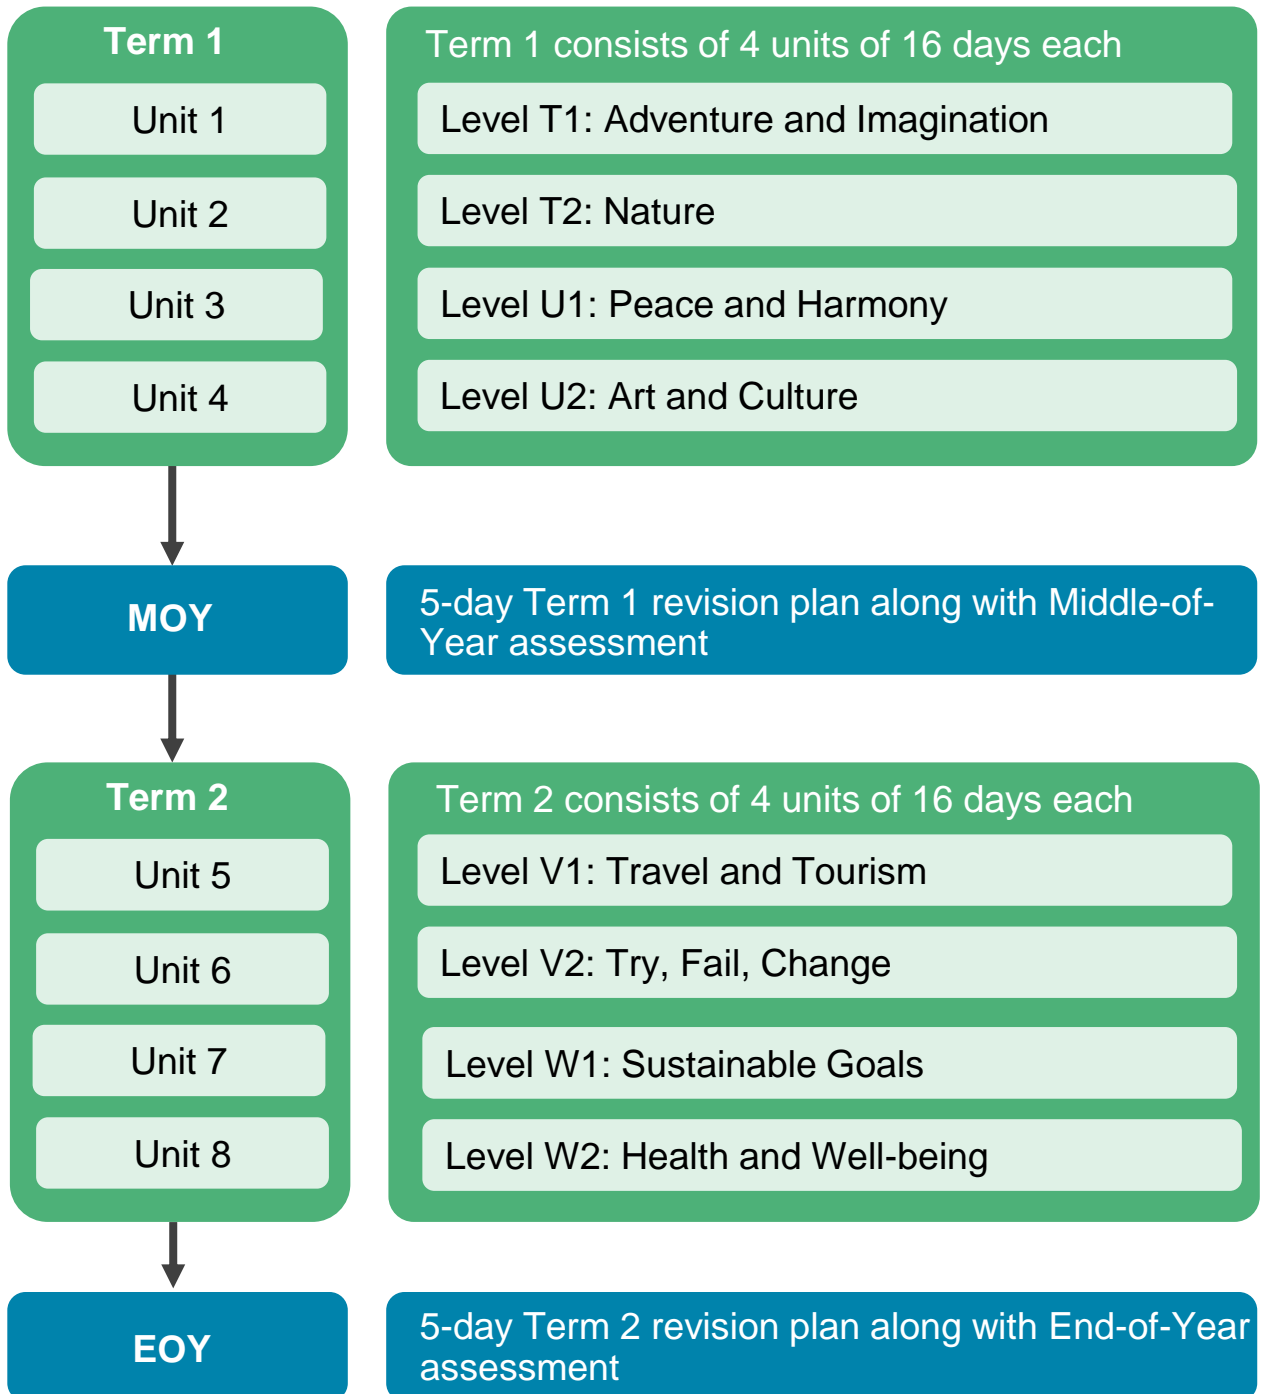 Term 1
Unit 1
Unit 2
Unit 3
Unit 4
Term 1 consists of 4 units of 16 days each
Level T1: Adventure and Imagination
Level T2: Nature
Level U1: Peace and Harmony
Level U2: Art and Culture
MOY
5-day Term 1 revision plan along with Middle-of-
Year assessment
Term 2
Unit 5
Unit 6
Unit 7
Unit 8
Term 2 consists of 4 units of 16 days each
Level V1: Travel and Tourism
Level V2: Try, Fail, Change
Level W1: Sustainable Goals
Level W2: Health and Well-being
EOY
5-day Term 2 revision plan along with End-of-Year
assessment